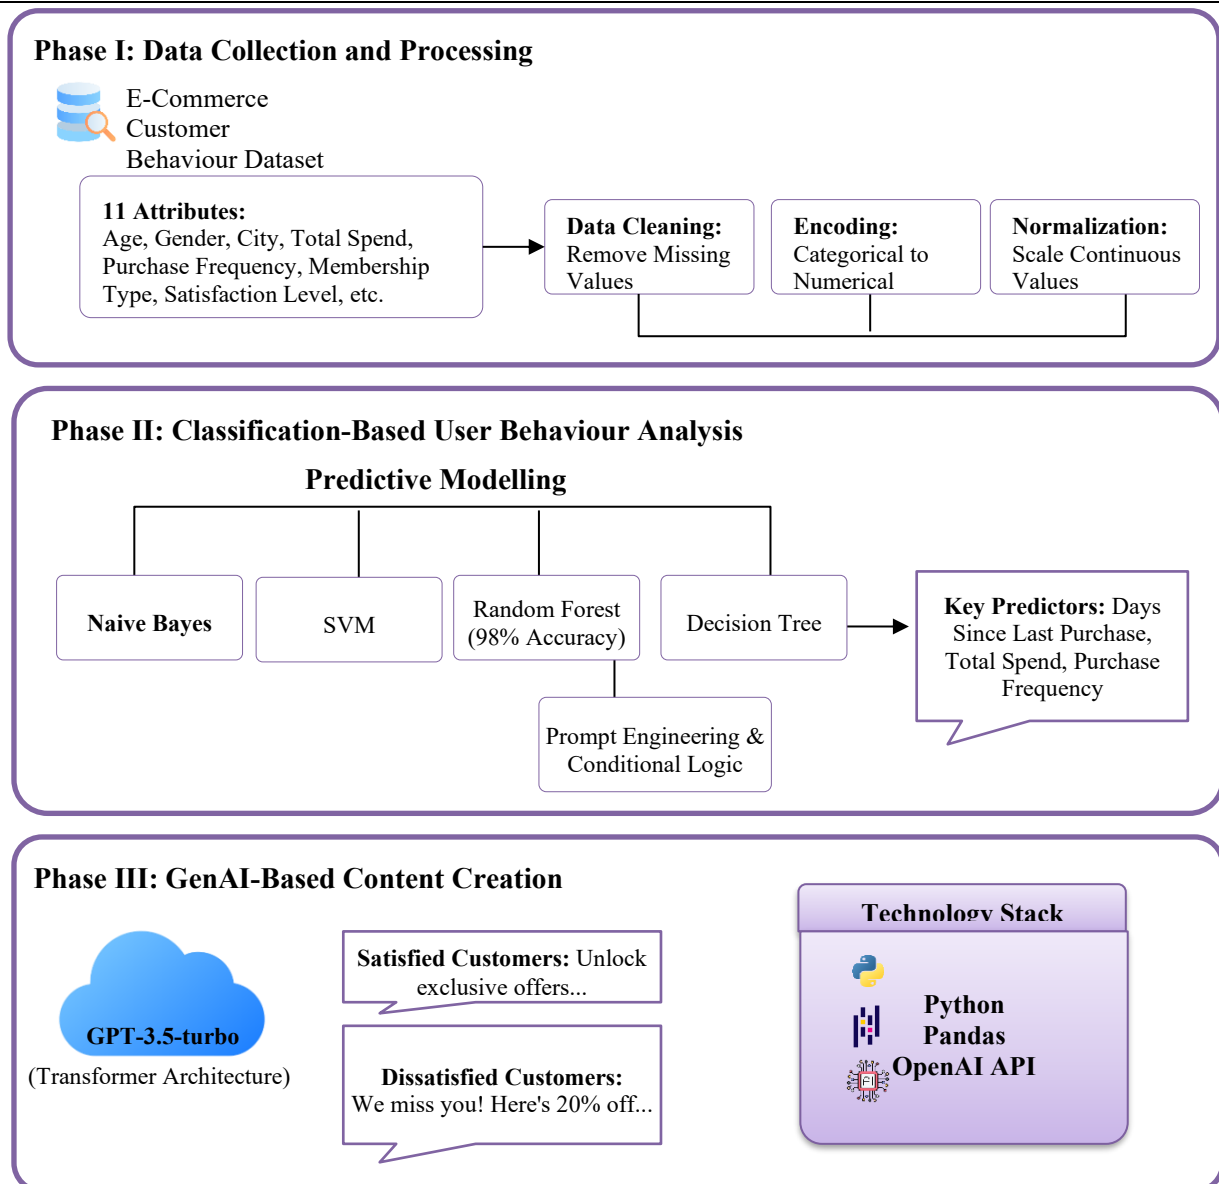 Phase I: Data Collection and Processing
E-Commerce
Customer
Behaviour Dataset
11 Attributes:
Age, Gender, City, Total Spend,
Purchase Frequency, Membership
Type, Satisfaction Level, etc.
Data Cleaning:
Remove Missing
Values
Encoding:
Categorical to
Numerical
Normalization:
Scale Continuous
Values
Phase II: Classification-Based User Behaviour Analysis
Predictive Modelling
Naive Bayes
SVM
Random Forest
(98% Accuracy)
Decision Tree
Key Predictors: Days
Since Last Purchase,
Total Spend, Purchase
Frequency
Prompt Engineering &
Conditional Logic
Phase III: GenAI-Based Content Creation
GPT-3.5-turbo
(Transformer Architecture)
Satisfied Customers: Unlock
exclusive offers...
Dissatisfied Customers:
We miss you! Here's 20% off...
Technology Stack
Python
Pandas
OpenAI API